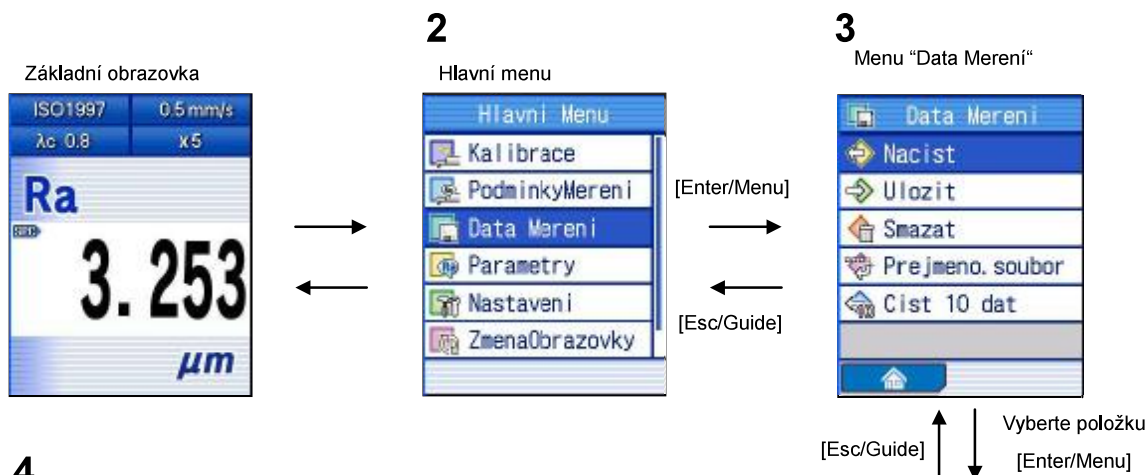 2
3
Základní obrazovka
Hlavní menu
Menu “Data Merení“
ISO1997
0.5 mm/s
λc 0.8
x5
Ra
3.253
µm
Hlavni Menu
Kalibrace
PodminkyMereni
Data Mereni
Parametry
Nastaveni
ZmenaObrazovky
[Enter/Menu]
[Esc/Guide]
Data Mereni
Nacist
Ulozit
Smazat
Prejmeno.soubor
Cist 10 dat
[Esc/Guide]
Vyberte položku
[Enter/Menu]
4